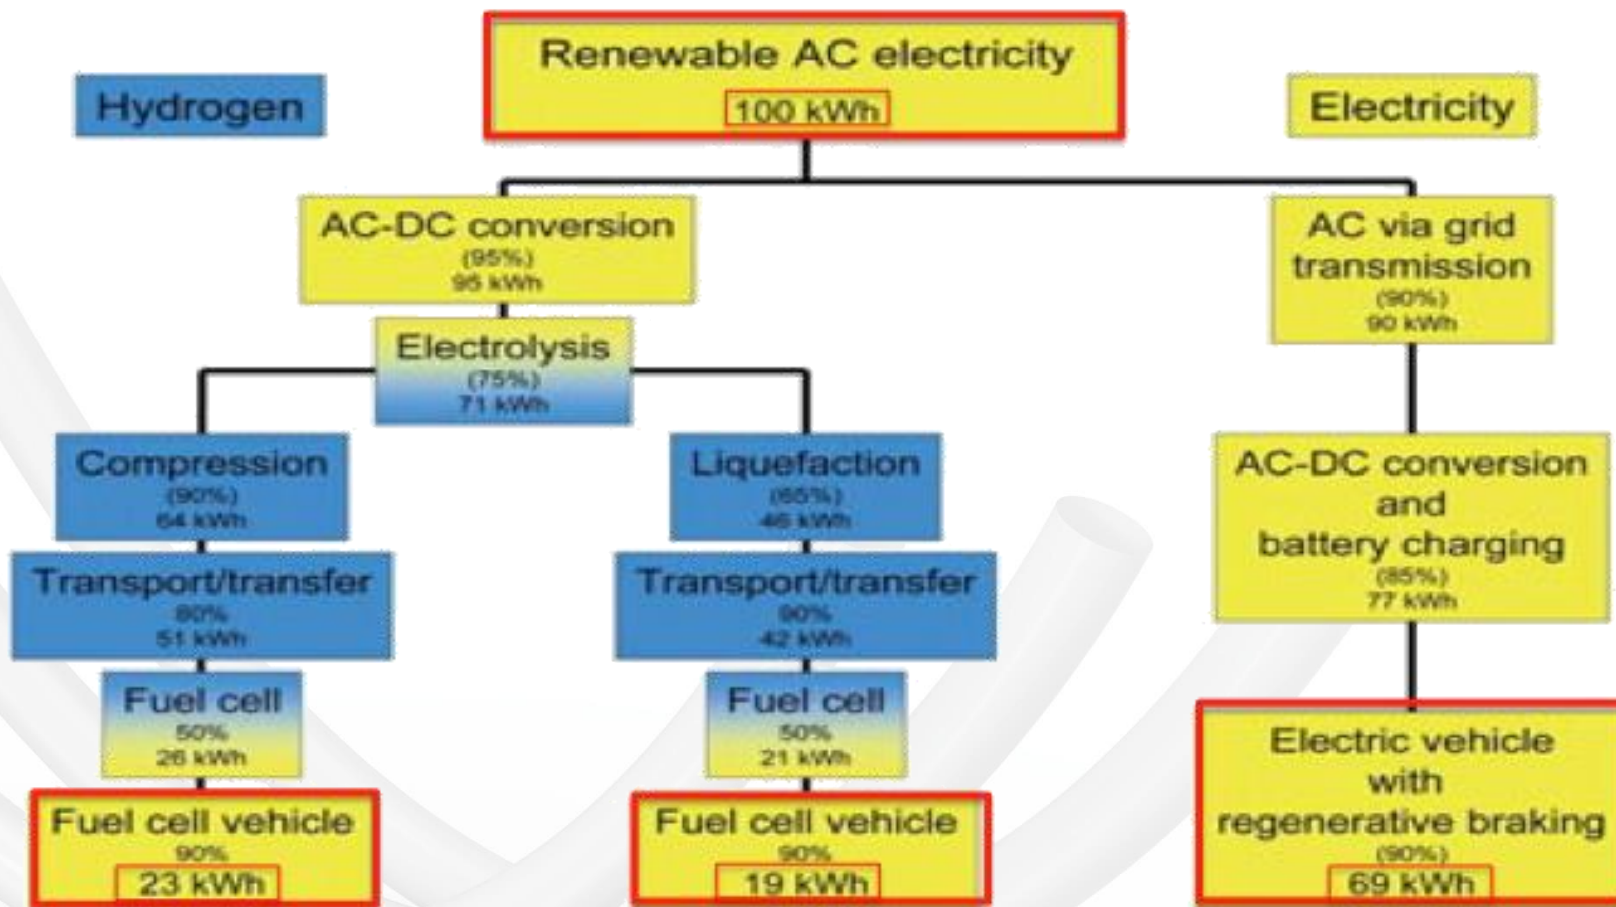 Renewable AC electricity
100 kWh
Hydrogen
Electricity
AC-DC conversion
(95%)
95 kWh
AC via grid
transmission
(90%)
90 kWh
Electrolysis
(75%)
71 kWh
Compression
(90%)
64 kWh
Liquefaction
(65%)
46 kWh
AC-DC conversion
and
battery charging
(85%)
77 kWh
Transport/transfer
80%
51 kWh
Transport/transfer
90%
42 kWh
Fuel cell
50%
26 kWh
Fuel cell
50%
21 kWh
Electric vehicle
with
regenerative braking
(90%)
69 kWh
Fuel cell vehicle
90%
23 kWh
Fuel cell vehicle
90%
19 kWh